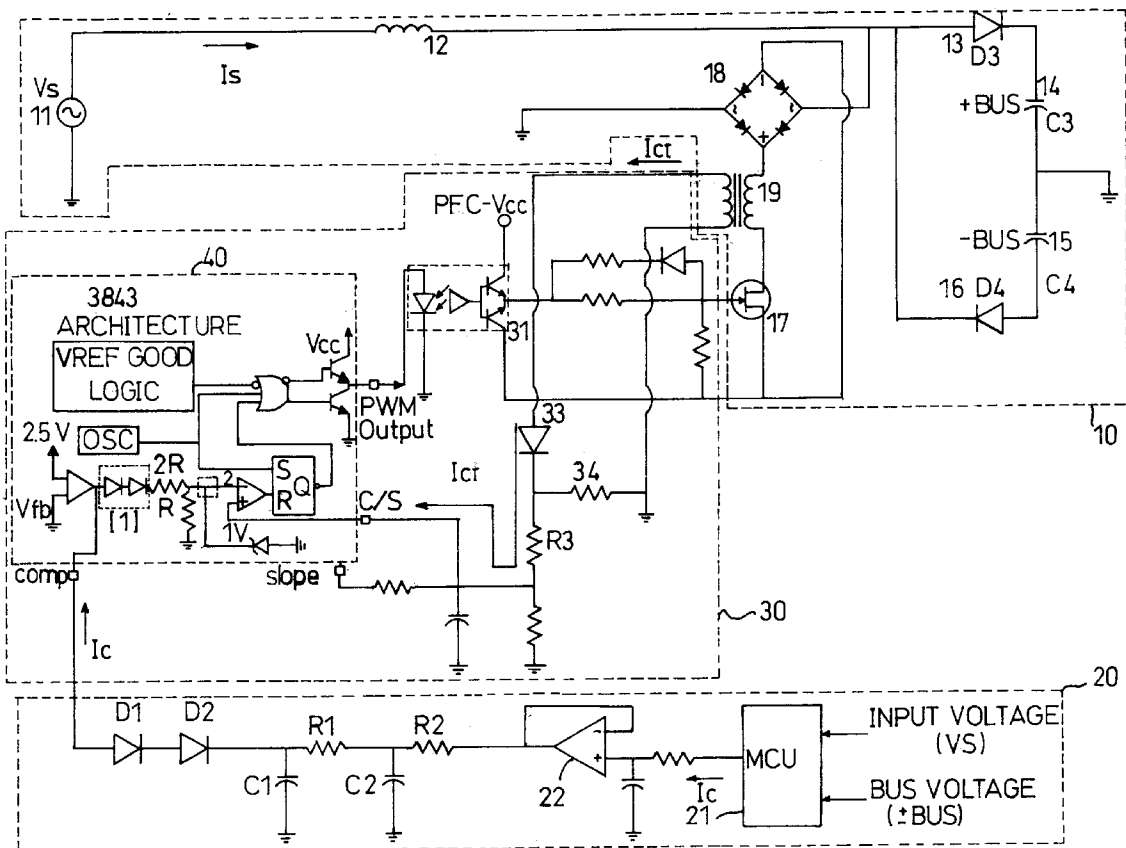 12
13
D3
Is
Vs
11
18
14
+BUS
C3
Ict
19
PFC-Vcc
-BUS
15
C4
16
D4
40
3843
ARCHITECTURE
VREF GOOD
LOGIC
Vcc
31
17
PWM
Output
33
10
2.5 V
OSC
2R
2
S
Q
R
Ict
34
Vfb
[1]
R
1V
C/S
R3
comp
slope
30
Ic
20
D1
D2
R1
R2
INPUT VOLTAGE
(VS)
MCU
C1
C2
22
Ic
21
BUS VOLTAGE
(±BUS)